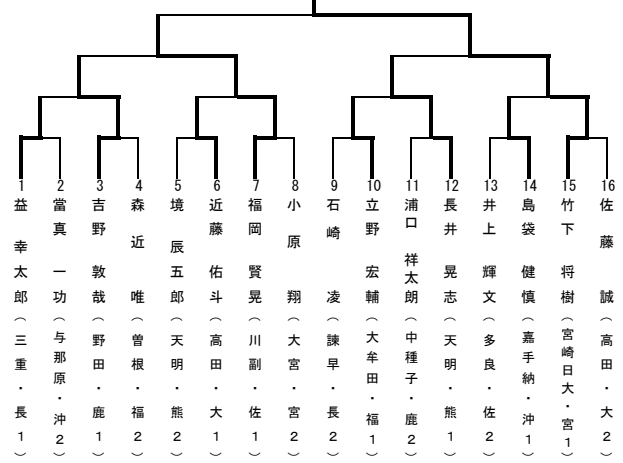 1 益 幸太郎（三重・長1）
2 當真 一功（与那原・沖2）
3 吉野 敦哉（野田・鹿1）
4 森 近 唯（曽根・福2）
5 境 辰五郎（天明・熊2）
6 近藤 佑斗（高田・大1）
7 福岡 賢晃（川副・佐1）
8 小原 翔（大宮・宮2）
9 石崎 凌（諫早・長2）
10 立野 宏輔（大牟田・福1）
11 浦口 祥太朗（中種子・鹿2）
12 長井 晃志（天明・熊1）
13 井上 輝文（多良・佐2）
14 島袋 健慎（嘉手納・沖1）
15 竹下 将樹（宮崎日大・宮1）
16 佐藤 誠（高田・大2）